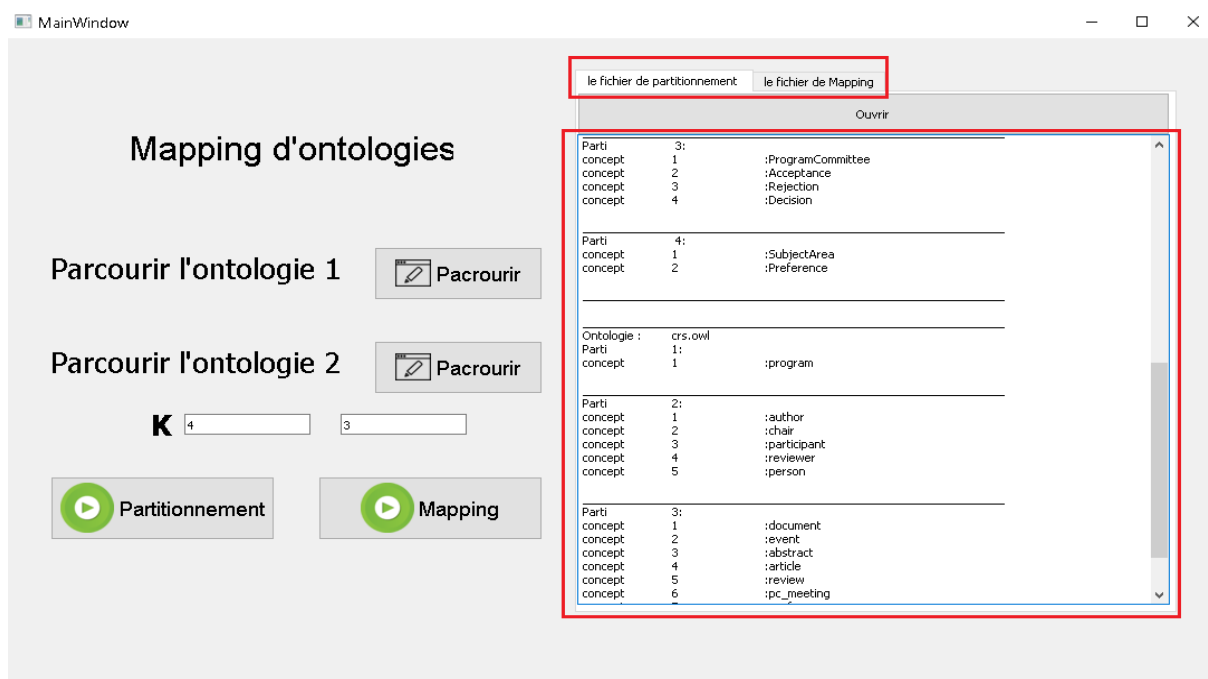 MainWindow
Mapping d'ontologies
Parcourir l'ontologie 1
Pacrourir
Parcourir l'ontologie 2
Pacrourir
K 4 3
Partitionnement
Mapping
le fichier de partitionnement le fichier de Mapping
Ouvrir
Parti 3:
concept 1 :ProgramCommittee
concept 2 :Acceptance
concept 3 :Rejection
concept 4 :Decision
Parti 4:
concept 1 :SubjectArea
concept 2 :Preference
Ontologie : crs.owl
Parti 1:
concept 1 :program
Parti 2:
concept 1 :author
concept 2 :chair
concept 3 :participant
concept 4 :reviewer
concept 5 :person
Parti 3:
concept 1 :document
concept 2 :event
concept 3 :abstract
concept 4 :article
concept 5 :review
concept 6 :pc_meeting